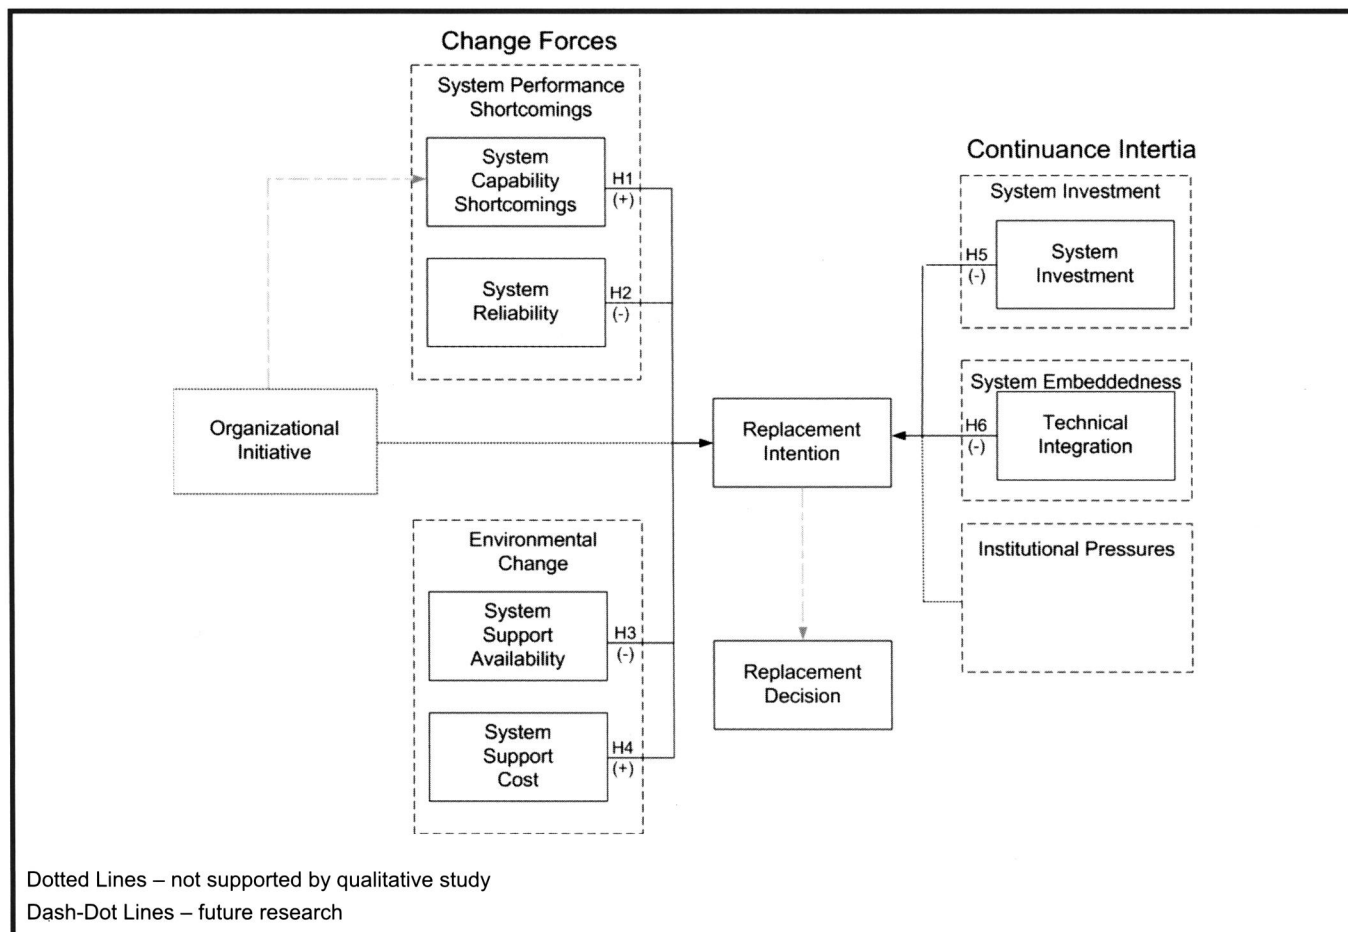 Change Forces
System Performance
Shortcomings
System
Capability
Shortcomings
H1
(+)
System
Reliability
H2
(-)
Organizational
Initiative
Environmental
Change
System
Support
Availability
H3
(-)
System
Support
Cost
H4
(+)
Replacement
Intention
Replacement
Decision
Continuance Intertia
System Investment
H5
(-)
System
Investment
System Embeddedness
H6
(-)
Technical
Integration
Institutional Pressures
Dotted Lines – not supported by qualitative study
Dash-Dot Lines – future research